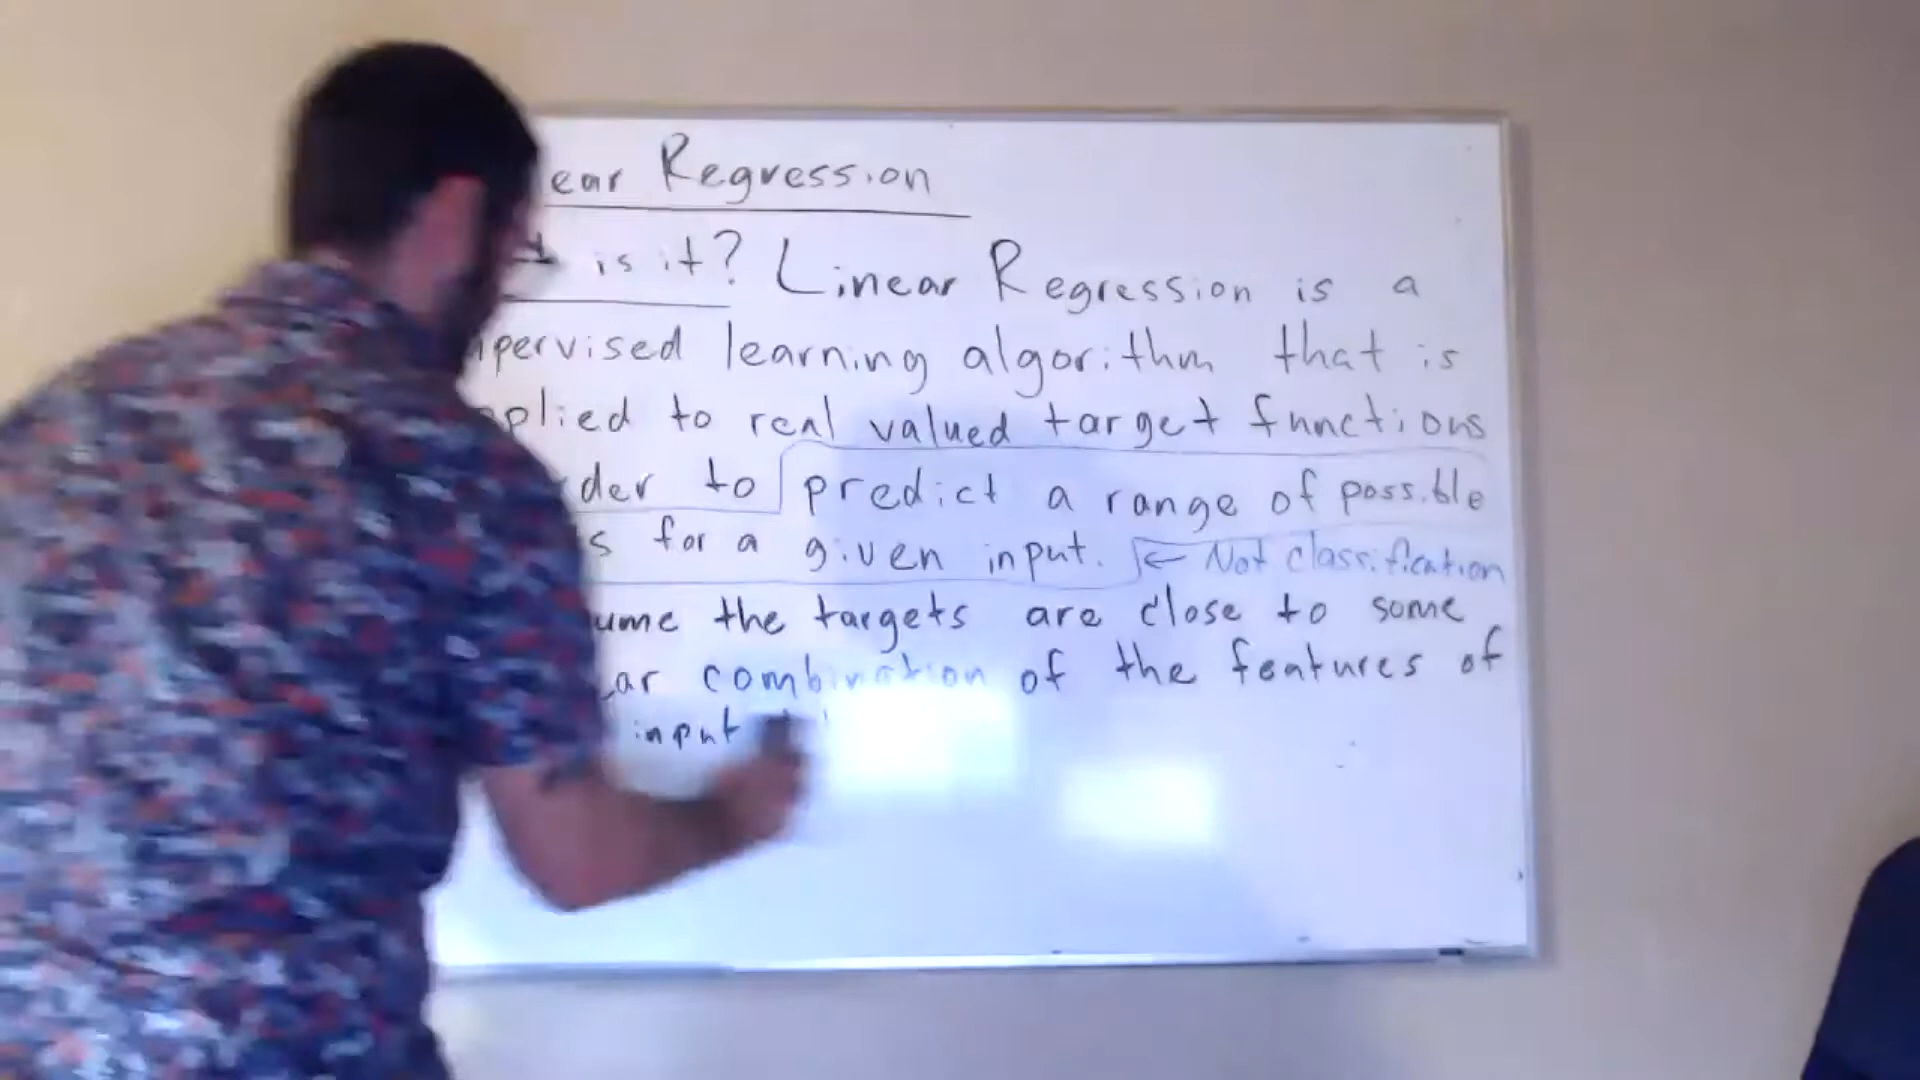 ear Regression
is it? Linear Regression is a
pervised learning algorithm that is
plied to real valued target functions
der to predict a range of possible
s for a given input. ← Not classification
ume the targets are close to some
ar combination of the features of
input